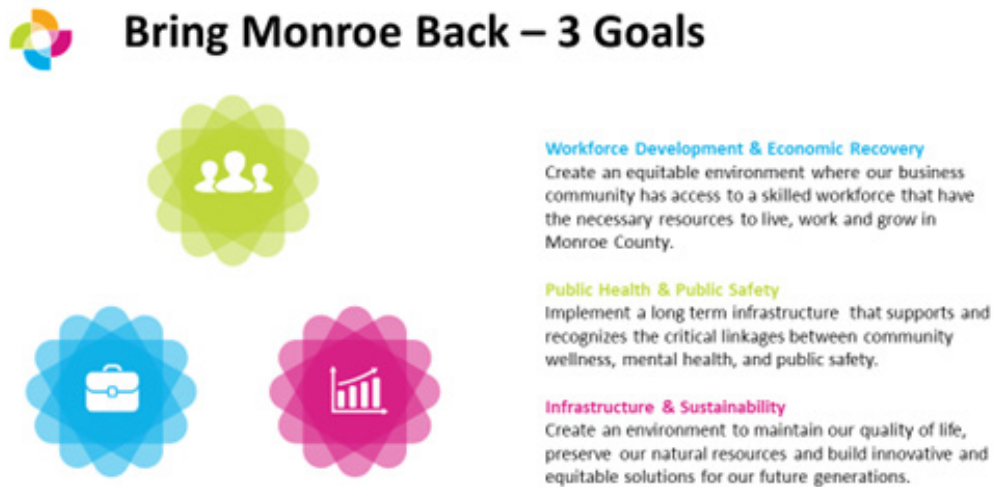 Bring Monroe Back – 3 Goals
Workforce Development & Economic Recovery
Create an equitable environment where our business
community has access to a skilled workforce that have
the necessary resources to live, work and grow in
Monroe County.
Public Health & Public Safety
Implement a long term infrastructure that supports and
recognizes the critical linkages between community
wellness, mental health, and public safety.
Infrastructure & Sustainability
Create an environment to maintain our quality of life,
preserve our natural resources and build innovative and
equitable solutions for our future generations.